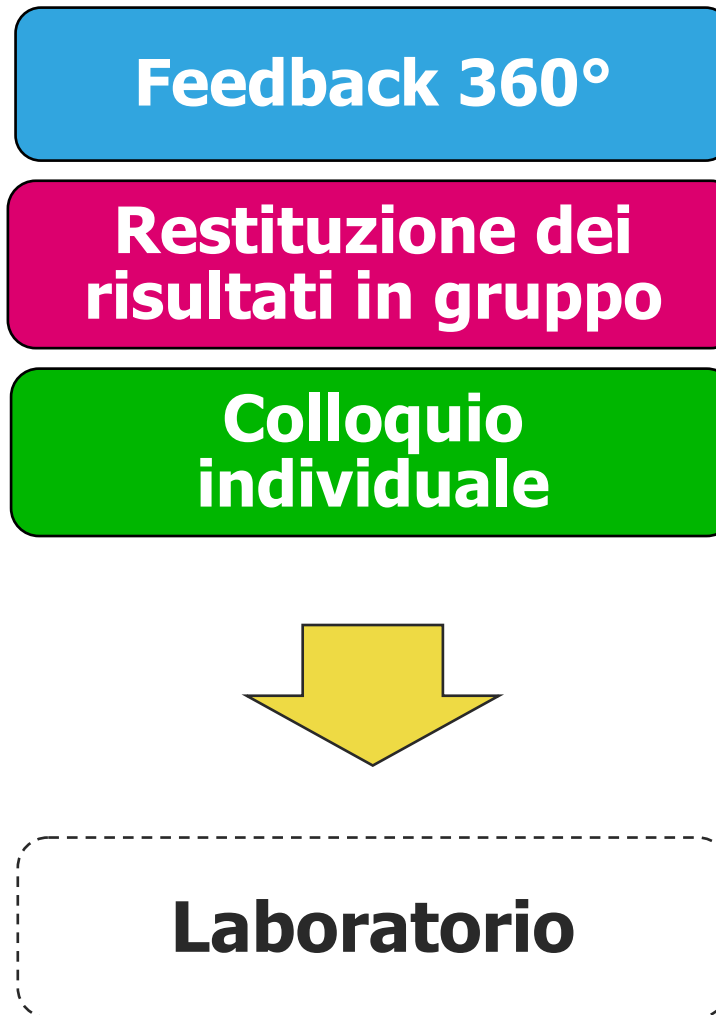 Feedback 360°
Restituzione dei
risultati in gruppo
Colloquio
individuale
Laboratorio